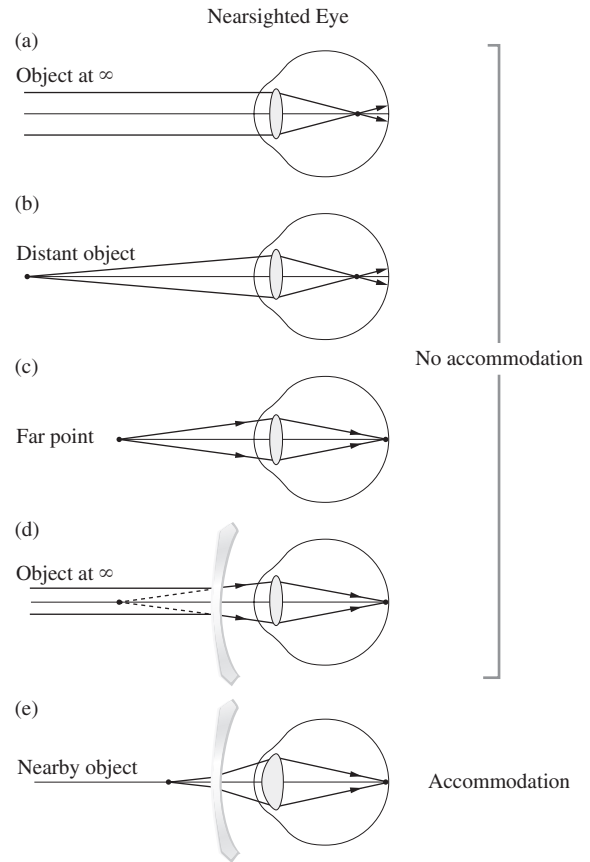 Nearsighted Eye
(a)
Object at ∞
(b)
Distant object
No accommodation
(c)
Far point
(d)
Object at ∞
(e)
Nearby object
Accommodation